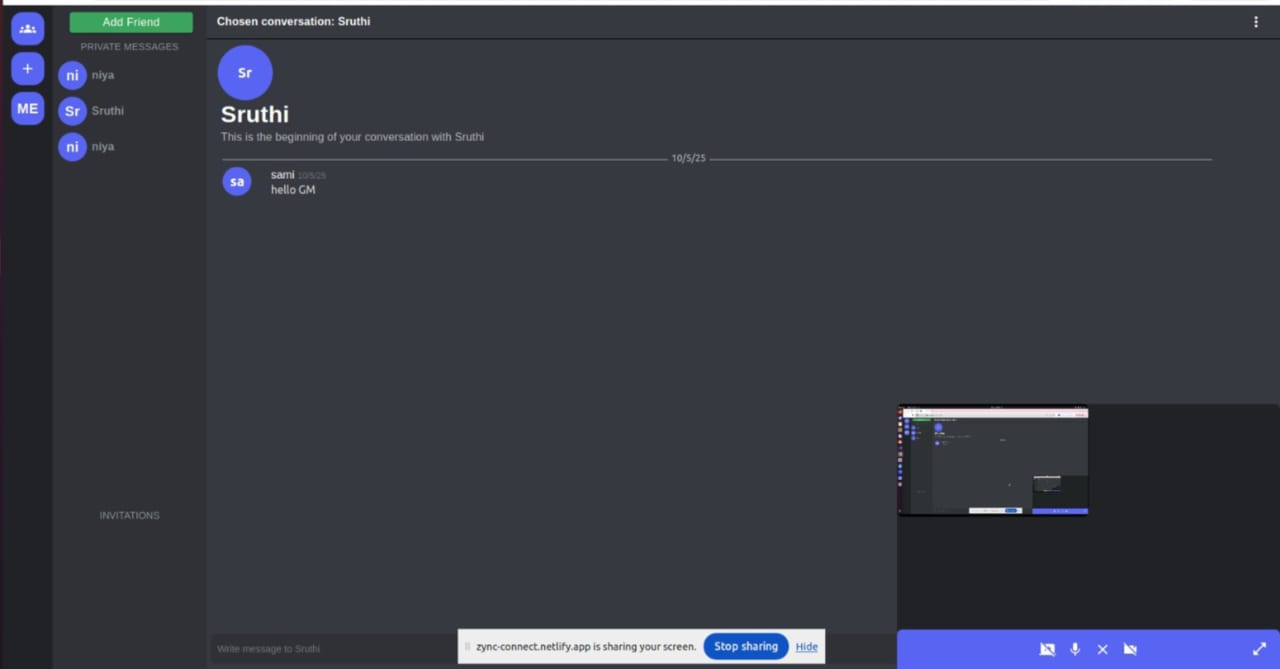 Add Friend
Chosen conversation: Sruthi
PRIVATE MESSAGES
ni niya
Sr Sruthi
ME
ni niya
Sr
Sruthi
This is the beginning of your conversation with Sruthi
10/5/25
sa
sami 10/5/25
hello GM
INVITATIONS
Write message to Sruthi
zync-connect.netlify.app is sharing your screen.
Stop sharing
Hide